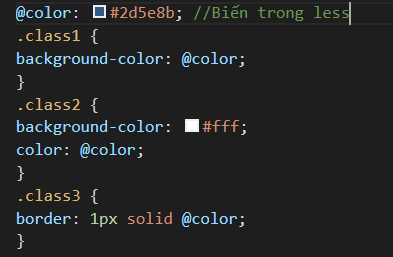 @color: #2d5e8b; //Biến trong less
.class1 {
background-color: @color;
}
.class2 {
background-color: #fff;
color: @color;
}
.class3 {
border: 1px solid @color;
}